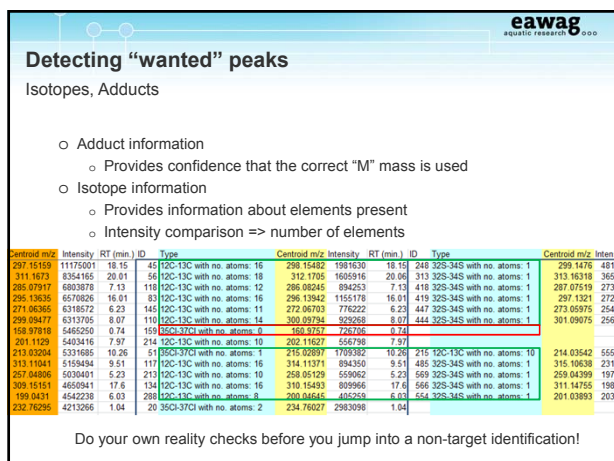 eawag
aquatic research ooo
Detecting “wanted” peaks
Isotopes, Adducts
o Adduct information
o Provides confidence that the correct “M” mass is used
o Isotope information
o Provides information about elements present
o Intensity comparison => number of elements
Centroid m/z Intensity RT (min.) ID Type Centroid m/z Intensity RT (min.) ID Type Centroid m/z Inten
297.15159 11175001 18.15 45 12C-13C with no. atoms: 16 298.15482 1981630 18.15 248 32S-34S with no. atoms: 1 299.1476 481
311.1673 8354165 20.01 56 12C-13C with no. atoms: 18 312.1705 1605916 20.06 313 32S-34S with no. atoms: 1 313.16318 365
285.07917 6803878 7.13 118 12C-13C with no. atoms: 12 286.08245 894253 7.13 418 32S-34S with no. atoms: 1 287.07519 273
295.13635 6570826 16.01 83 12C-13C with no. atoms: 16 296.13942 1155178 16.01 419 32S-34S with no. atoms: 1 297.1321 272
271.06365 6318572 6.23 145 12C-13C with no. atoms: 11 272.06703 776222 6.23 447 32S-34S with no. atoms: 1 273.05975 254
299.09477 6313705 8.07 110 12C-13C with no. atoms: 14 300.09794 929268 8.07 444 32S-34S with no. atoms: 1 301.09075 256
158.97818 5465250 0.74 159 35Cl-37Cl with no. atoms: 0 160.9757 726706 0.74
201.1129 5403416 7.97 214 12C-13C with no. atoms: 10 202.11627 556798 7.97
213.03204 5331685 10.26 51 35Cl-37Cl with no. atoms: 1 215.02897 1709382 10.26 215 12C-13C with no. atoms: 10 214.03542 555
313.11041 5159494 9.51 117 12C-13C with no. atoms: 16 314.11371 894350 9.51 485 32S-34S with no. atoms: 1 315.10638 231
257.04806 5030401 5.23 213 12C-13C with no. atoms: 10 258.05129 559062 5.23 569 32S-34S with no. atoms: 1 259.04399 197
309.15151 4650941 17.6 134 12C-13C with no. atoms: 16 310.15493 809966 17.6 566 32S-34S with no. atoms: 1 311.14755 198
199.0431 4542238 6.03 288 12C-13C with no. atoms: 8 200.04645 405259 6.03 554 32S-34S with no. atoms: 1 201.03893 203
232.76295 4213266 1.04 20 35Cl-37Cl with no. atoms: 2 234.76027 2983098 1.04
Do your own reality checks before you jump into a non-target identification!